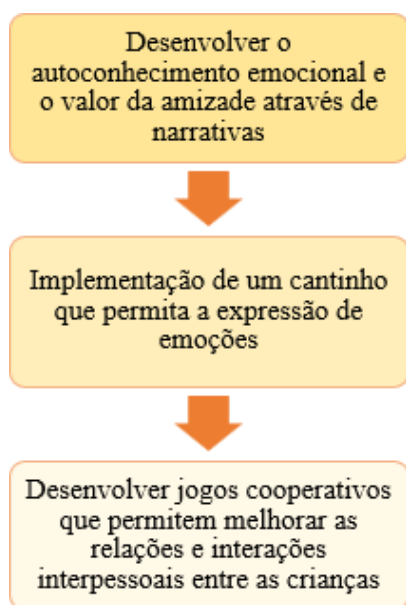 Desenvolver o
autoconhecimento emocional e
o valor da amizade através de
narrativas
Implementação de um cantinho
que permita a expressão de
emoções
Desenvolver jogos cooperativos
que permitem melhorar as
relações e interações
interpessoais entre as crianças